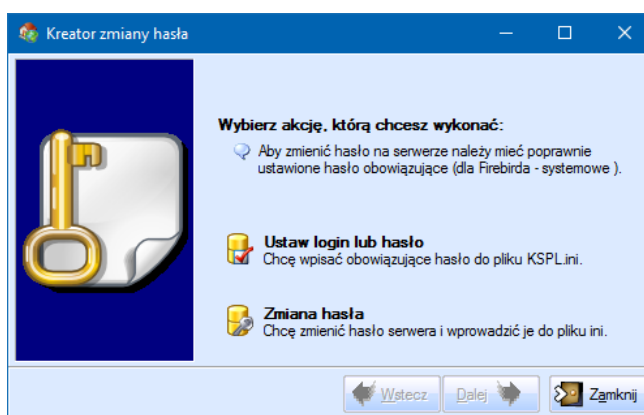 Kreator zmiany hasła
Wybierz akcję, którą chcesz wykonać:
Aby zmienić hasło na serwerze należy mieć poprawnie
ustawione hasło obowiązujące (dla Firebirda - systemowe ).
Ustaw login lub hasło
Chcę wpisać obowiązujące hasło do pliku KSPL.ini.
Zmiana hasła
Chcę zmienić hasło serwera i wprowadzić je do pliku ini.
Wstecz Dalej Zamknij